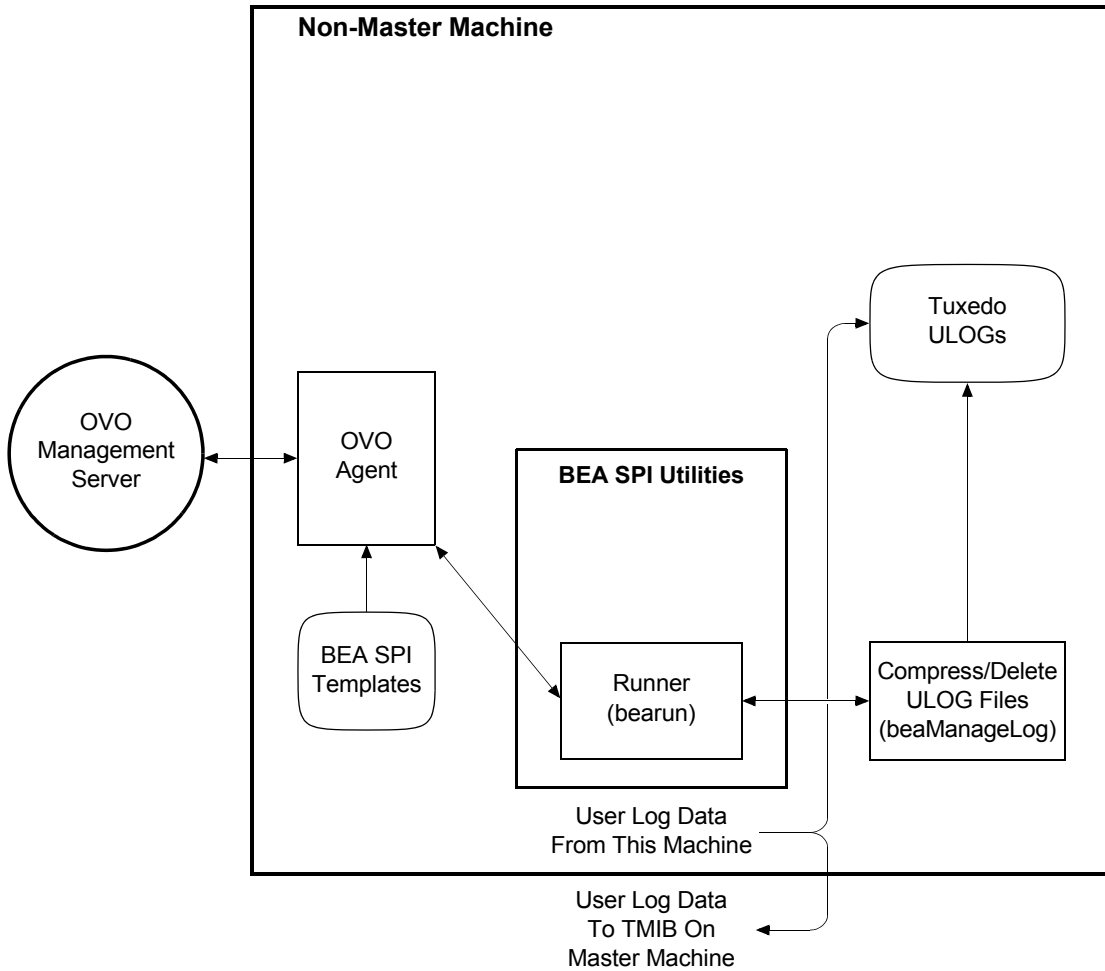 Non-Master Machine
Tuxedo
ULOGs
OVO
Management
Server
OVO
Agent
BEA SPI Utilities
BEA SPI
Templates
Runner
(bearun)
Compress/Delete
ULOG Files
(beaManageLog)
User Log Data
From This Machine
User Log Data
To TMIB On
Master Machine